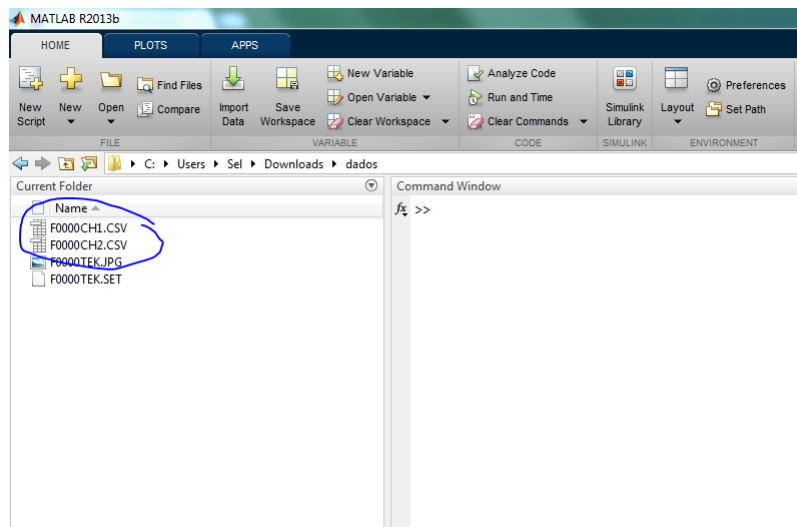 MATLAB R2013b
HOME PLOTS APPS
New Script
New
Open
Find Files
Compare
Import Data
Save Workspace
New Variable
Open Variable
Clear Workspace
Analyze Code
Run and Time
Clear Commands
Simulink Library
Layout
Preferences
Set Path
FILE VARIABLE CODE SIMULINK ENVIRONMENT
C: Users Sel Downloads dados
Current Folder
Name
F0000CH1.CSV
F0000CH2.CSV
F0000TEK.JPG
F0000TEK.SET
Command Window
fx >>